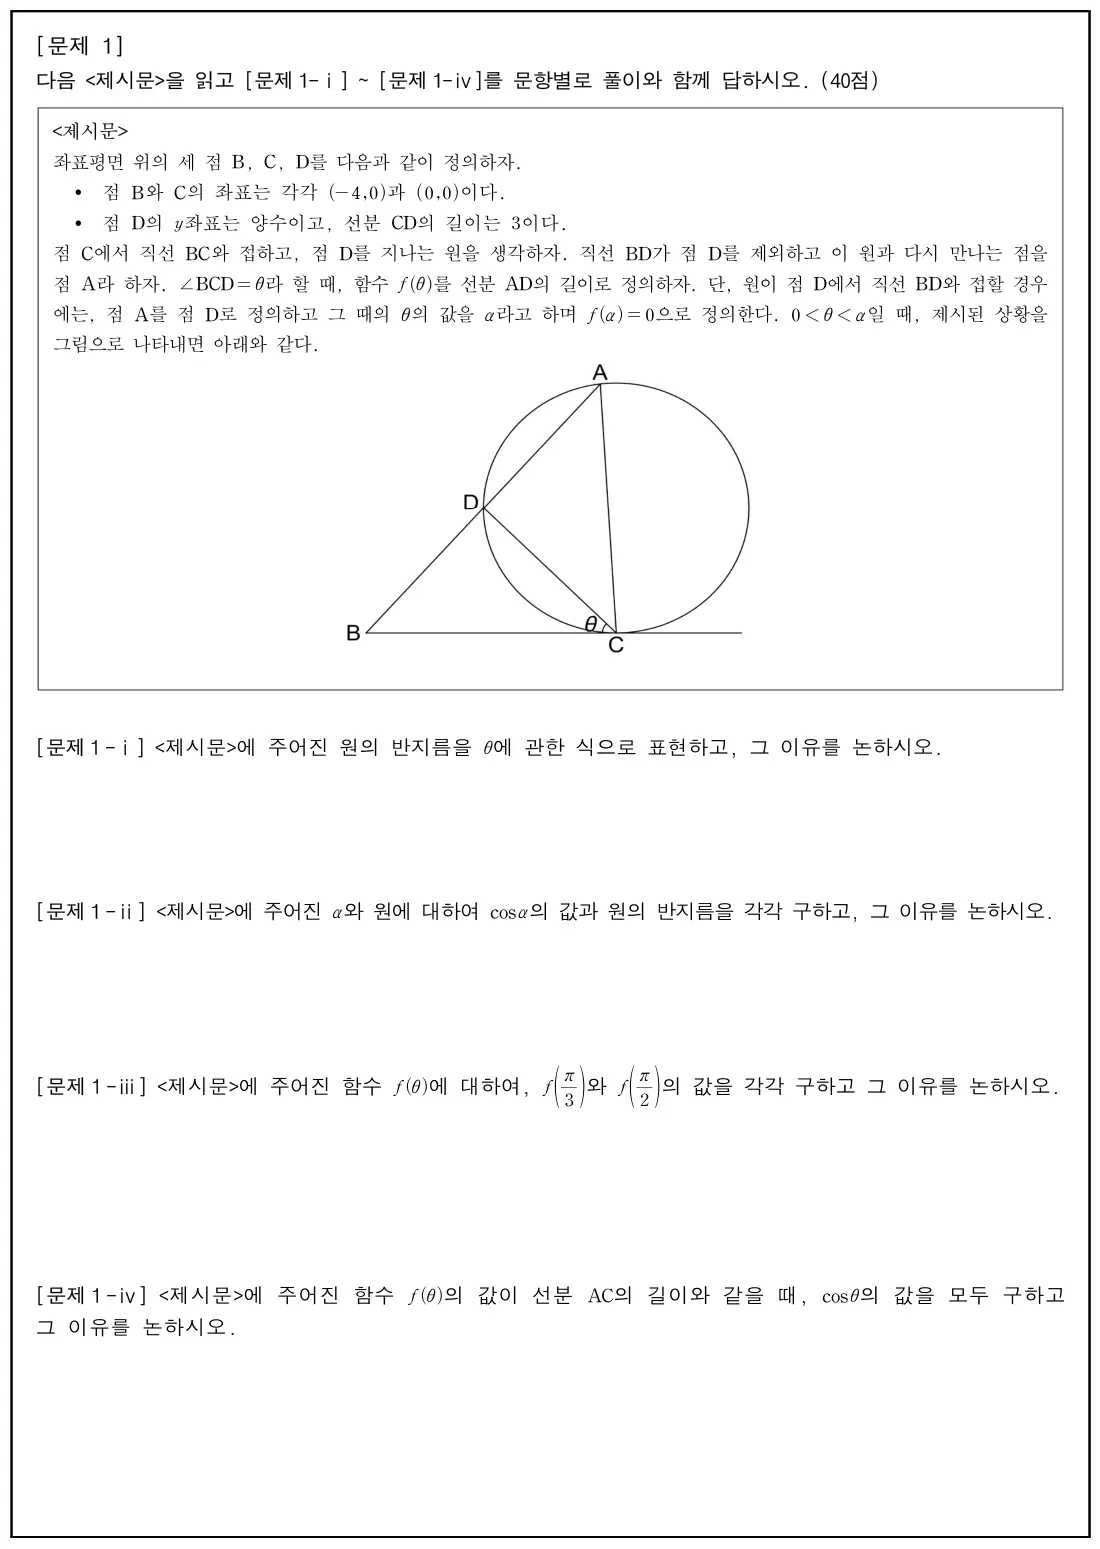 [문제 1]
다음 <제시문>을 읽고 [문제 1-ⅰ] ~ [문제 1-ⅳ]를 문항별로 풀이와 함께 답하시오. (40점)
<제시문>
좌표평면 위의 세 점 B, C, D를 다음과 같이 정의하자.
• 점 B와 C의 좌표는 각각 (−4,0)과 (0,0)이다.
• 점 D의 y좌표는 양수이고, 선분 CD의 길이는 3이다.
점 C에서 직선 BC와 접하고, 점 D를 지나는 원을 생각하자. 직선 BD가 점 D를 제외하고 이 원과 다시 만나는 점을
점 A라 하자. ∠BCD=θ라 할 때, 함수 f(θ)를 선분 AD의 길이로 정의하자. 단, 원이 점 D에서 직선 BD와 접할 경우
에는, 점 A를 점 D로 정의하고 그 때의 θ의 값을 α라고 하며 f(α)=0으로 정의한다. 0<θ<α일 때, 제시된 상황을
그림으로 나타내면 아래와 같다.
A
D
B
θ
C
[문제 1-ⅰ] <제시문>에 주어진 원의 반지름을 θ에 관한 식으로 표현하고, 그 이유를 논하시오.
[문제 1-ⅱ] <제시문>에 주어진 α와 원에 대하여 cosα의 값과 원의 반지름을 각각 구하고, 그 이유를 논하시오.
[문제 1-ⅲ] <제시문>에 주어진 함수 f(θ)에 대하여, f(π/3)와 f(π/2)의 값을 각각 구하고 그 이유를 논하시오.
[문제 1-ⅳ] <제시문>에 주어진 함수 f(θ)의 값이 선분 AC의 길이와 같을 때, cosθ의 값을 모두 구하고
그 이유를 논하시오.